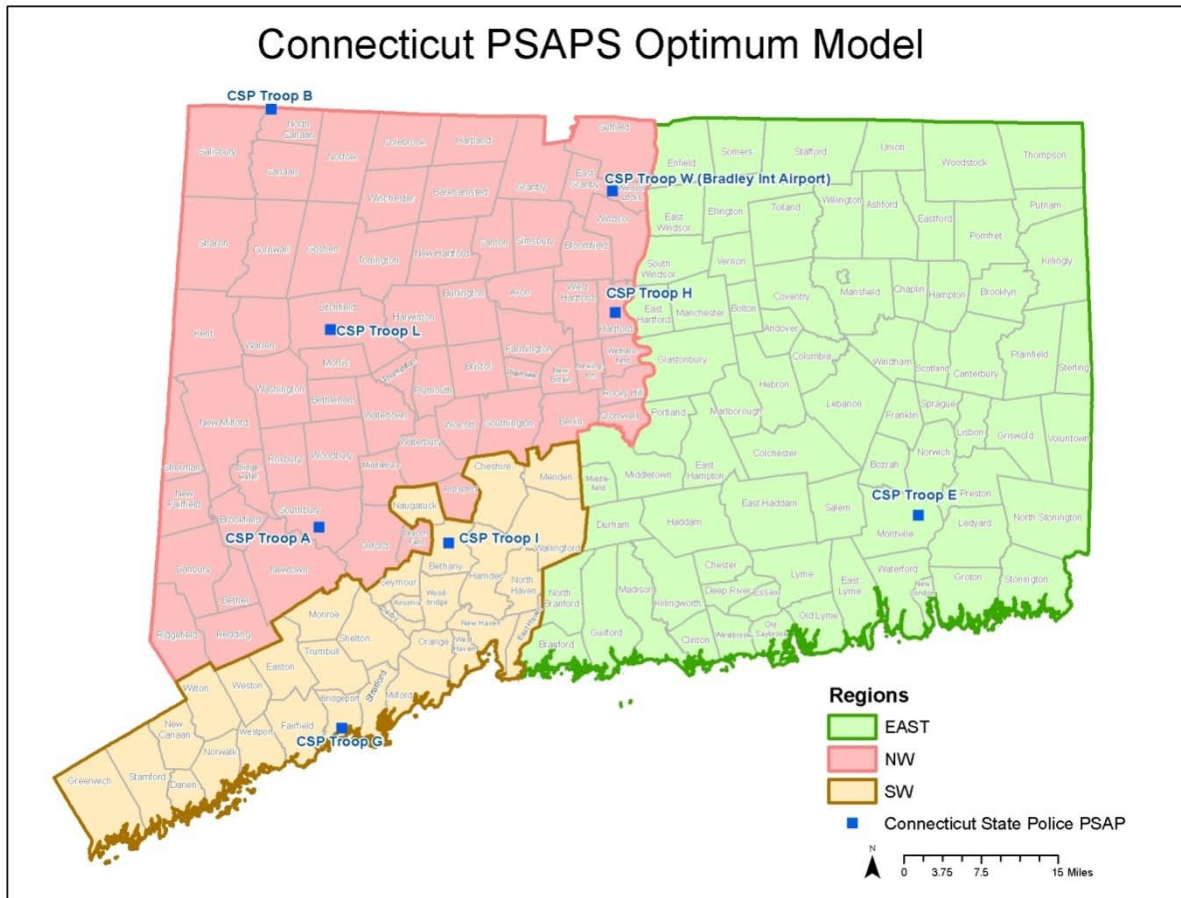 Connecticut PSAPS Optimum Model
CSP Troop B
North
Canaan
Salisbury
Canaan
Norfolk
Colebrook
Hartland
Suffield
Granby
East
Granby
Enfield
Somers
Stafford
Union
Woodstock
Thompson
CSP Troop W (Bradley Int Airport)
Winchester
Barkhamsted
Windsor
East
Windsor
Ellington
Tolland
Willington
Ashford
Eastford
Putnam
Pomfret
Sharon
Cornwall
Goshen
Torrington
New Hartford
Canton
Simsbury
Bloomfield
South
Windsor
Vernon
Killingly
CSP Troop H
Litchfield
Harwinton
Burlington
Avon
West
Hartford
Hartford
East
Hartford
Manchester
Bolton
Coventry
Mansfield
Chaplin
Hampton
Brooklyn
CSP Troop L
Kent
Warren
Morris
Plymouth
Bristol
Farmington
Plainville
New
Britain
Rocky Hill
Glastonbury
Andover
Columbia
Windham
Scotland
Canterbury
Plainfield
Sterling
Washington
Bethlehem
Watertown
Thomaston
Wolcott
Southington
Berlin
Cromwell
Hebron
Lebanon
Franklin
Sprague
Lisbon
Griswold
Voluntown
New Milford
Roxbury
Woodbury
Middlebury
Waterbury
Cheshire
Meriden
Portland
Marlborough
Colchester
Bozrah
Norwich
Sherman
New
Fairfield
Bridge
water
Brookfield
Southbury
Naugatuck
Prospect
Middle
field
Middletown
East
Hampton
East Haddam
Salem
CSP Troop E
Preston
CSP Troop A
Oxford
Beacon
Falls
CSP Troop I
Wallingford
Durham
Haddam
Montville
Ledyard
North Stonington
Danbury
Newtown
Bethel
Seymour
Bethany
Hamden
North
Haven
Chester
Deep River
Essex
Lyme
East
Lyme
Waterford
New
London
Groton
Stonington
Ridgefield
Redding
Monroe
Shelton
Derby
Ansonia
Wood
bridge
New Haven
East Haven
North
Branford
Madison
Killingworth
Old Lyme
Old
Saybrook
Westbrook
Clinton
Guilford
Branford
Easton
Trumbull
Orange
West
Haven
Wilton
Weston
Stratford
Milford
Bridgeport
Fairfield
New
Canaan
Westport
Norwalk
CSP Troop G
Greenwich
Stamford
Darien
Regions
EAST
NW
SW
Connecticut State Police PSAP
N
0 3.75 7.5 15 Miles